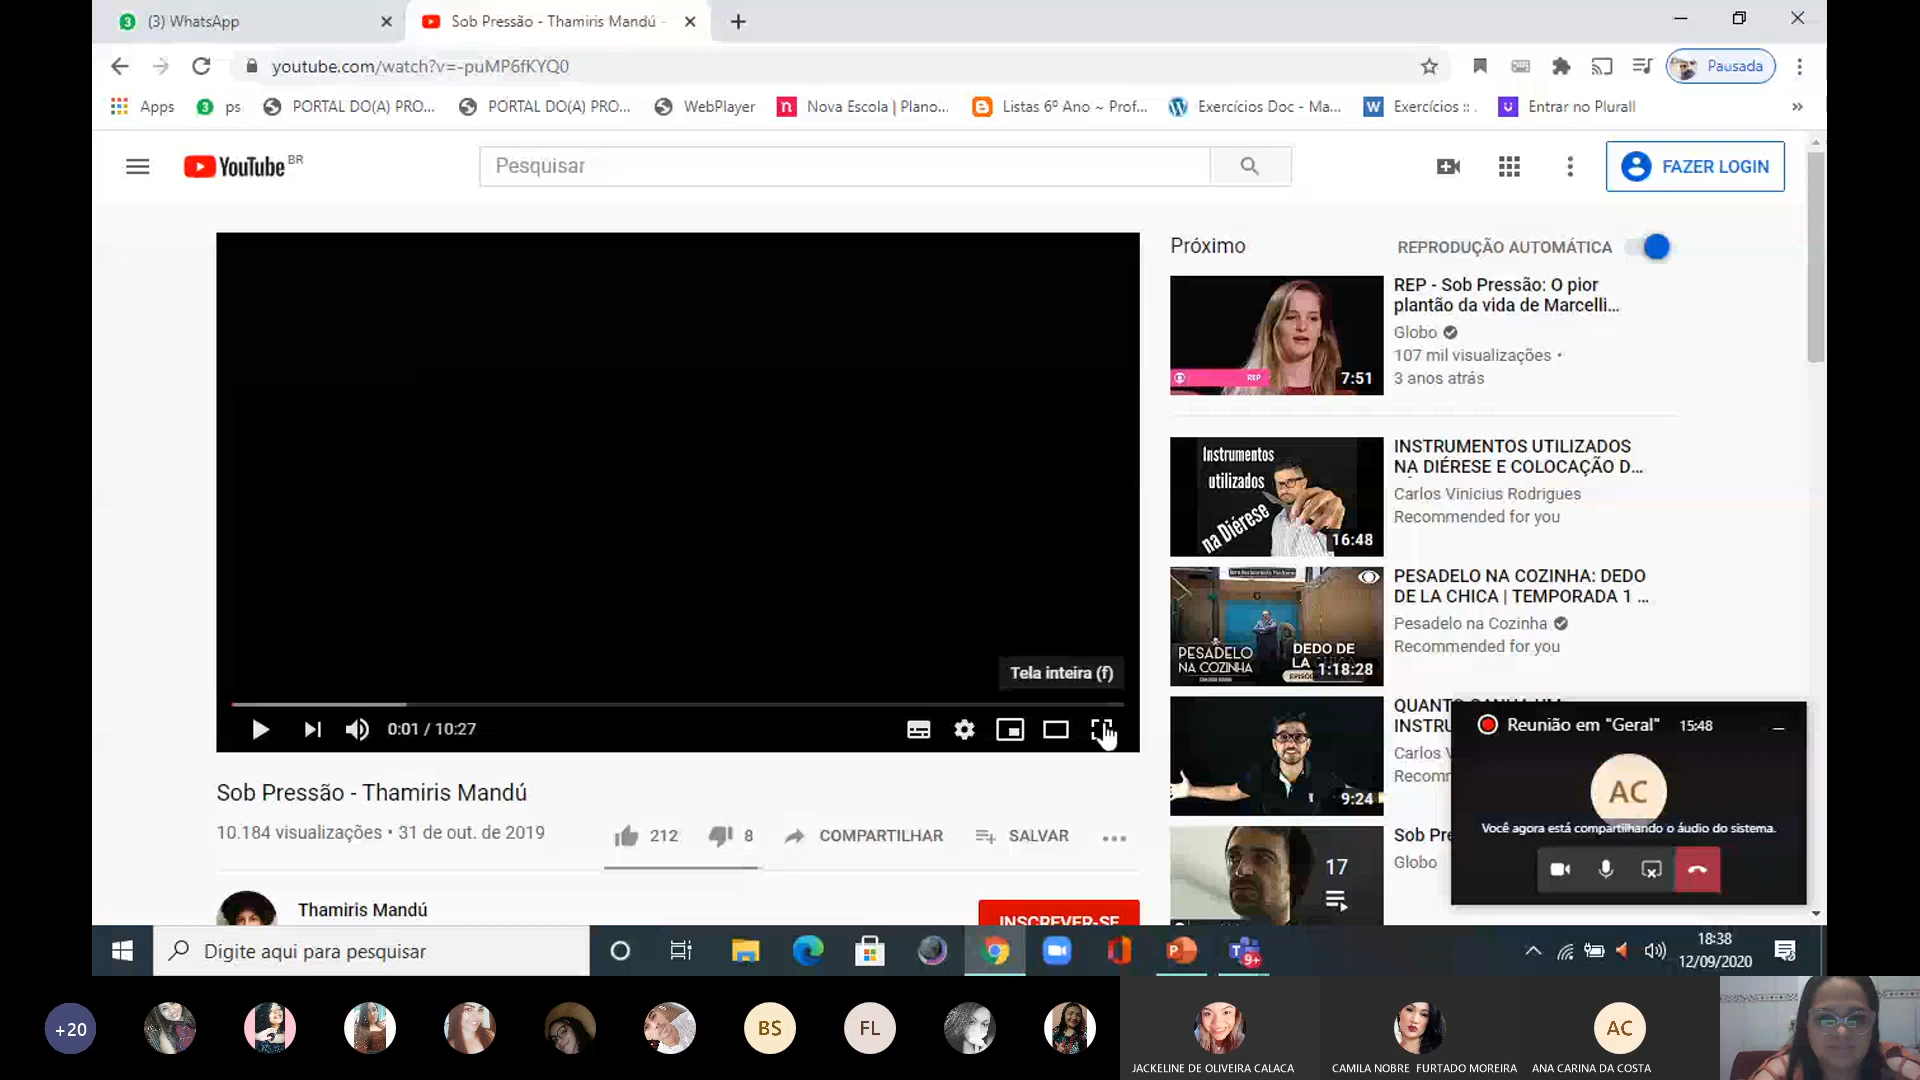 (3) WhatsApp
Sob Pressão - Thamiris Mandú -
youtube.com/watch?v=-puMP6fKYQ0
Pausada
Apps
3 ps
PORTAL DO(A) PRO...
PORTAL DO(A) PRO...
WebPlayer
Nova Escola | Plano...
Listas 6º Ano ~ Prof...
Exercícios Doc - Ma...
Exercícios :: .
Entrar no Plurall
YouTube BR
Pesquisar
FAZER LOGIN
Próximo
REPRODUÇÃO AUTOMÁTICA
REP
7:51
REP - Sob Pressão: O pior
plantão da vida de Marcelli...
Globo
107 mil visualizações •
3 anos atrás
Instrumentos
utilizados
na Diérese
16:48
INSTRUMENTOS UTILIZADOS
NA DIÉRESE E COLOCAÇÃO D...
Carlos Vinicius Rodrigues
Recommended for you
PESADELO
NA COZINHA
DEDO DE
1:18:28
PESADELO NA COZINHA: DEDO
DE LA CHICA | TEMPORADA 1 ...
Pesadelo na Cozinha
Recommended for you
Tela inteira (f)
0:01 / 10:27
9:24
Carlos V
Recomm
Sob Pressão - Thamiris Mandú
10.184 visualizações • 31 de out. de 2019
212
8
COMPARTILHAR
SALVAR
Thamiris Mandú
INSCREVER-SE
17
Sob Pre
Globo
Reunião em "Geral" 15:48
AC
Você agora está compartilhando o áudio do sistema.
Digite aqui para pesquisar
9+
18:38
12/09/2020
+20
BS
FL
AC
JACKELINE DE OLIVEIRA CALACA
CAMILA NOBRE FURTADO MOREIRA
ANA CARINA DA COSTA